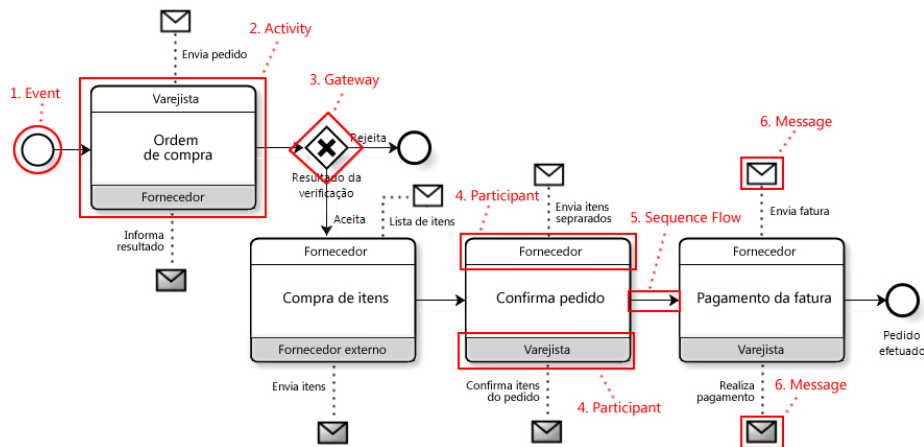 2. Activity
Envia pedido
3. Gateway
1. Event
Varejista
Ordem
de compra
Fornecedor
Rejeita
Resultado da
verificação
Aceita
Informa
resultado
Lista de itens
4. Participant
Envia itens
seprarados
5. Sequence Flow
6. Message
Envia fatura
Fornecedor
Compra de itens
Fornecedor externo
Fornecedor
Confirma pedido
Varejista
Fornecedor
Pagamento da fatura
Varejista
Pedido
efetuado
Envia itens
Confirma itens
do pedido
4. Participant
Realiza
pagamento
6. Message